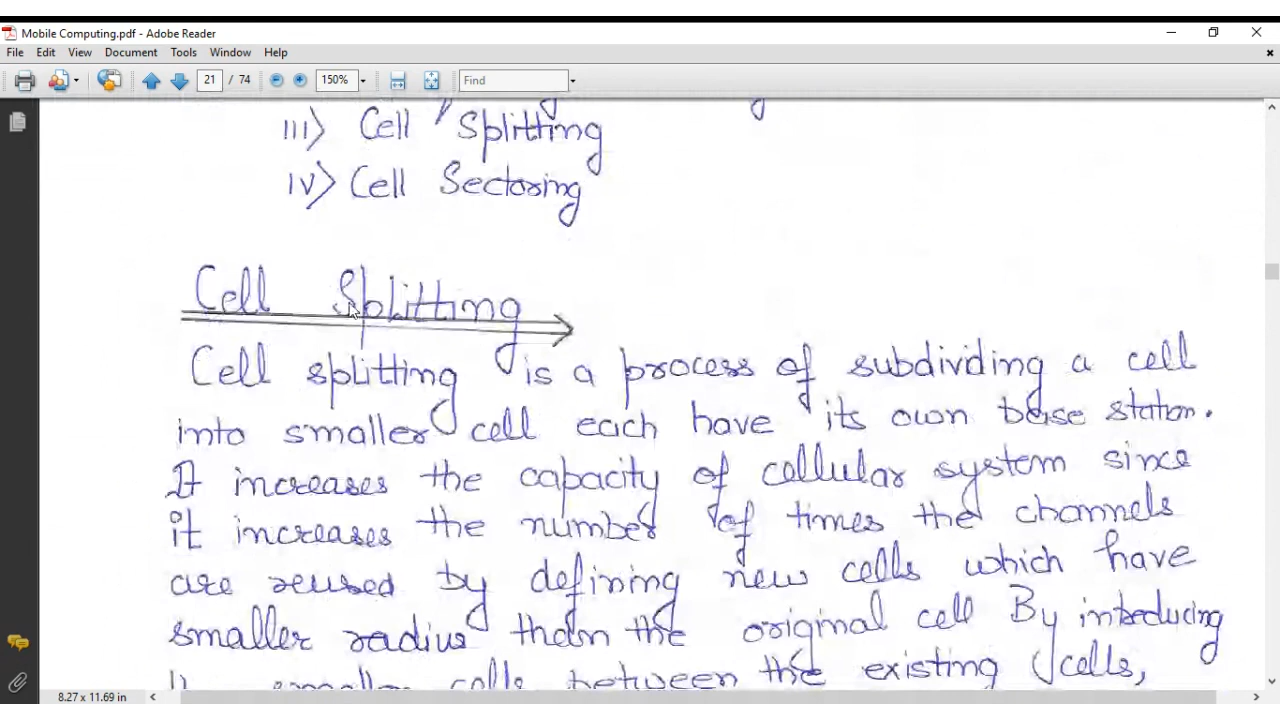 Mobile Computing.pdf - Adobe Reader
File Edit View Document Tools Window Help
21 / 74 150% Find
iii) Cell Splitting
iv) Cell Sectoring
Cell Splitting
Cell splitting is a process of subdividing a cell
into smaller cell each have its own base station.
It increases the capacity of cellular system since
it increases the number of times the channels
are reused by defining new cells which have
smaller radius than the original cell By introducing
smaller cells between the existing cells,
8.27 x 11.69 in